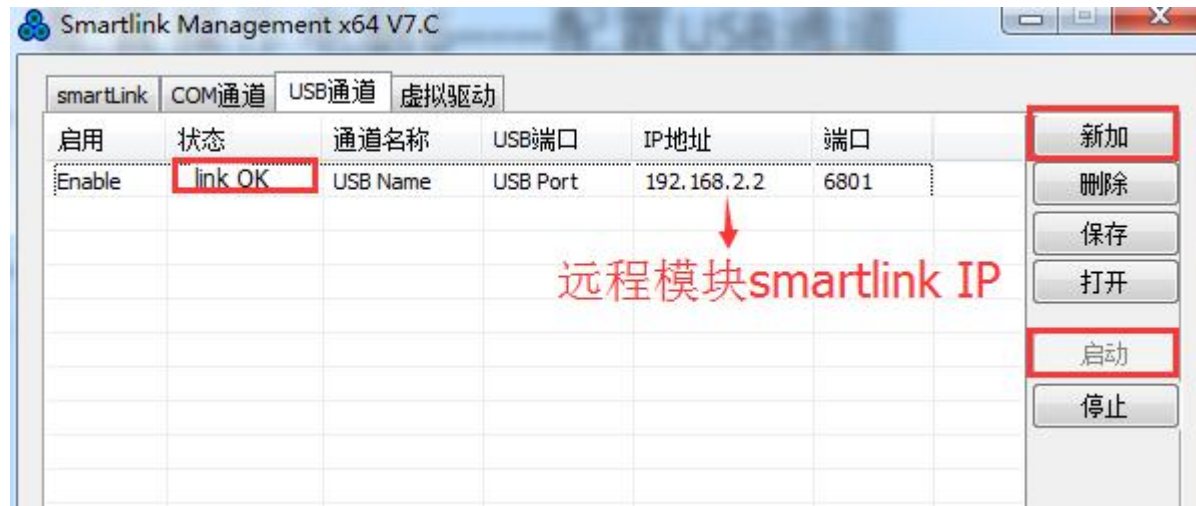 Smartlink Management x64 V7.C
smartLink COM通道 USB通道 虚拟驱动
启用 状态 通道名称 USB端口 IP地址 端口
Enable link OK USB Name USB Port 192.168.2.2 6801
远程模块smartlink IP
新加
删除
保存
打开
启动
停止